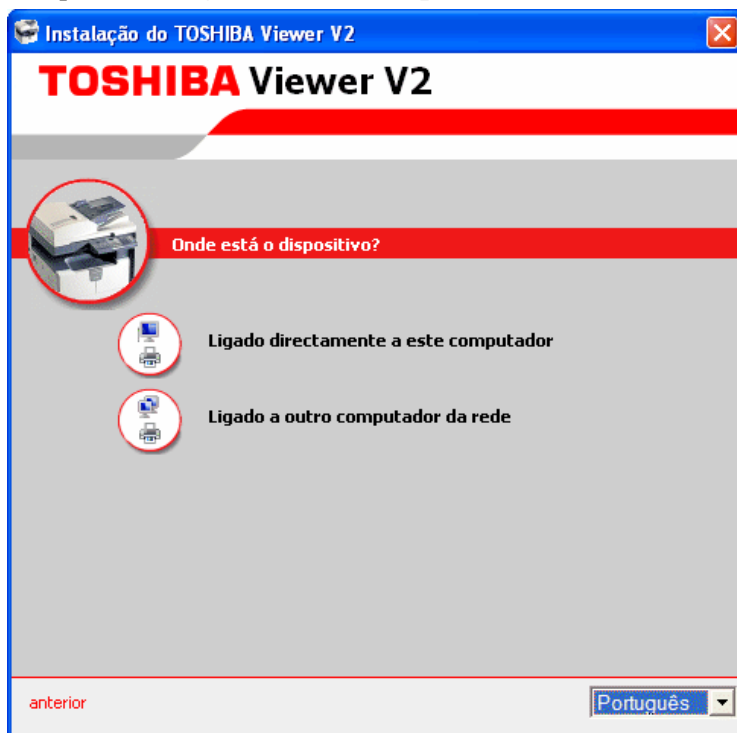 Instalação do TOSHIBA Viewer V2
TOSHIBA Viewer V2
Onde está o dispositivo?
Ligado directamente a este computador
Ligado a outro computador da rede
anterior
Português